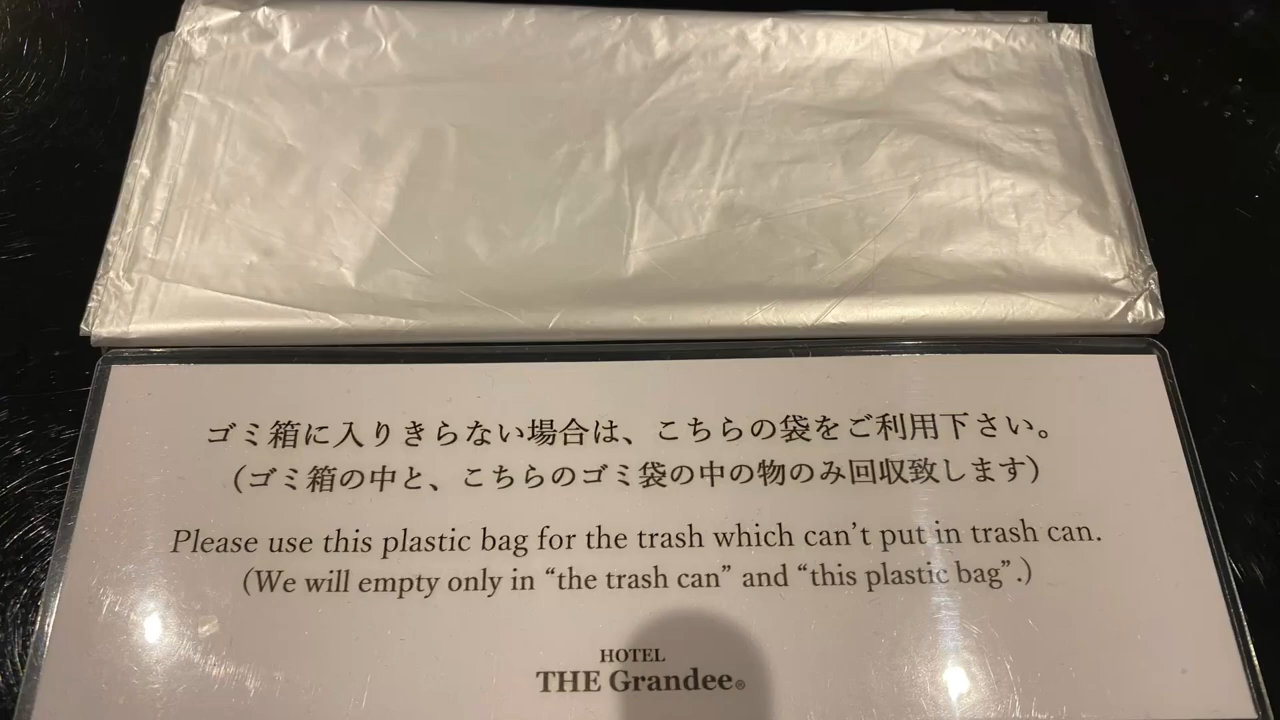 ゴミ箱に入りきらない場合は、こちらの袋をご利用下さい。
（ゴミ箱の中と、こちらのゴミ袋の中の物のみ回収致します）
Please use this plastic bag for the trash which can’t put in trash can.
(We will empty only in “the trash can” and “this plastic bag”.)
HOTEL
THE Grandee®